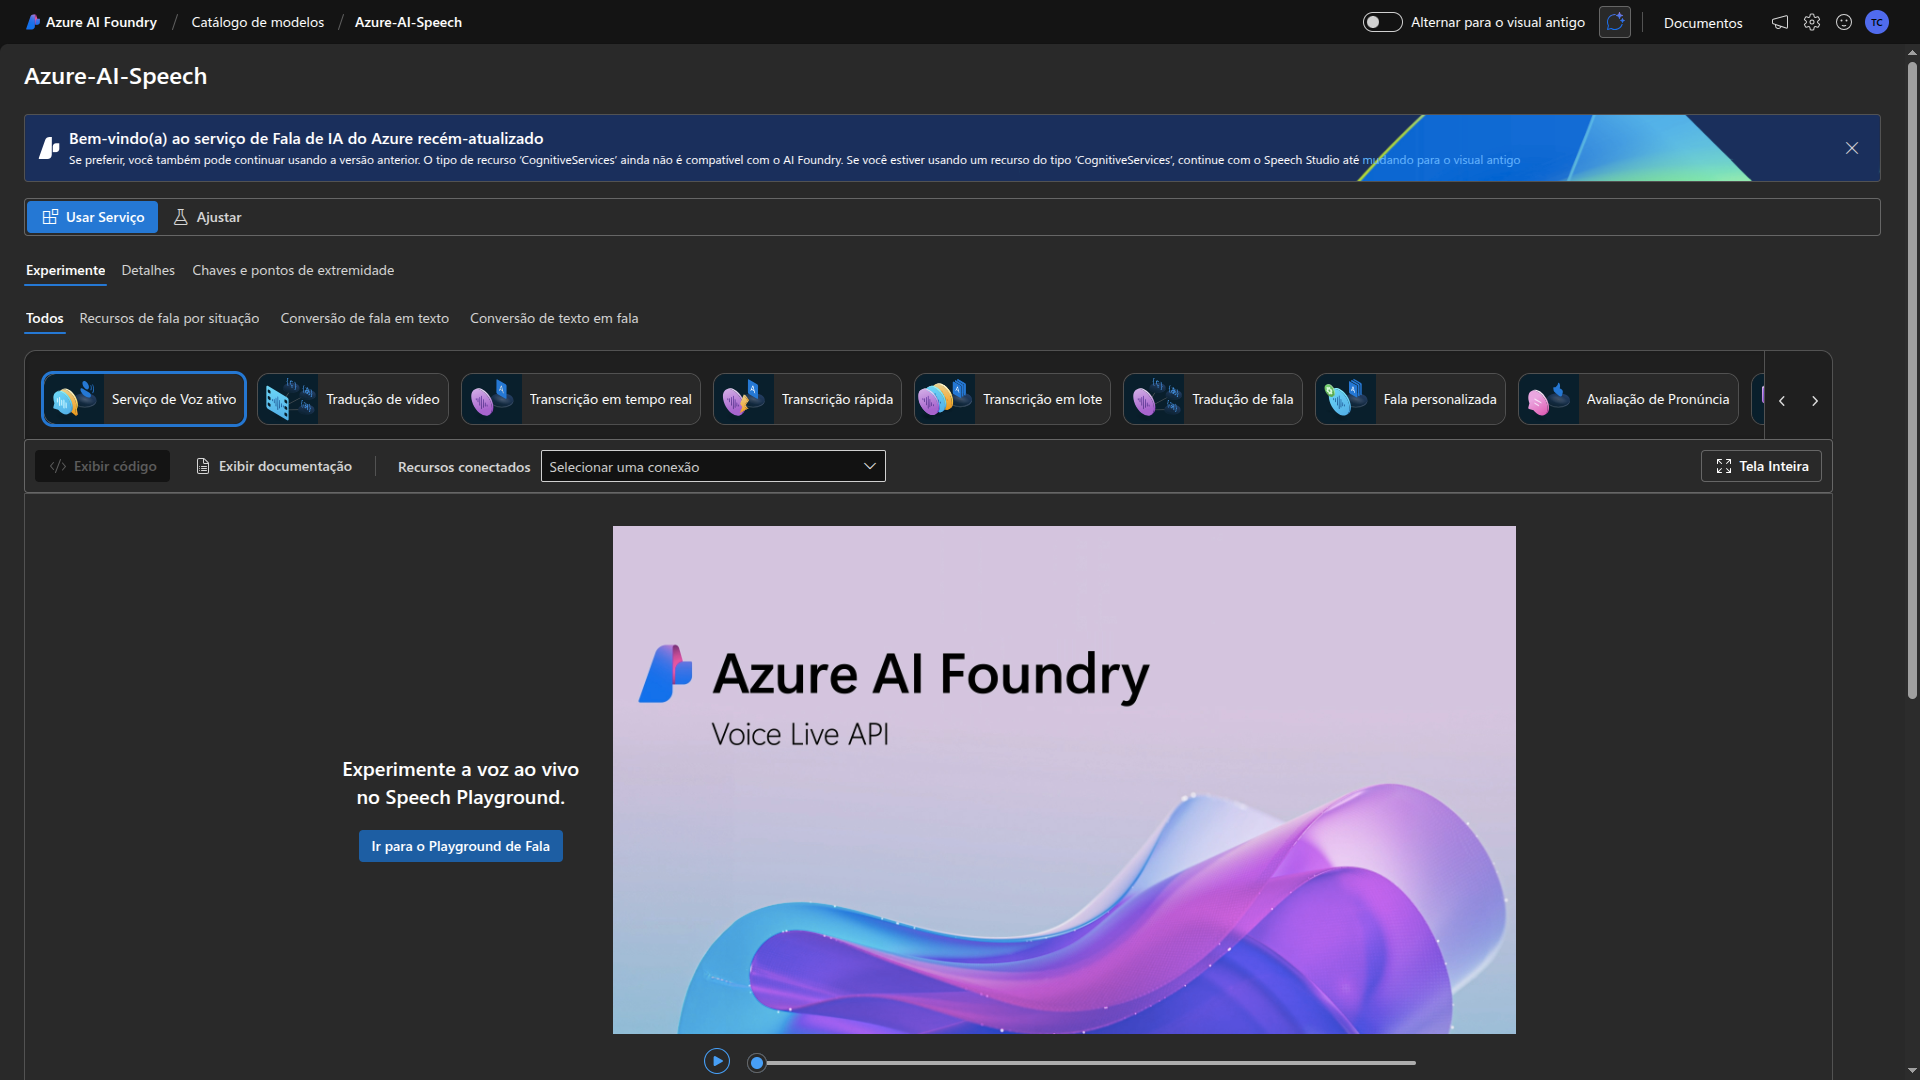 Azure AI Foundry / Catálogo de modelos / Azure-AI-Speech
Alternar para o visual antigo
Documentos
TC
Azure-AI-Speech
Bem-vindo(a) ao serviço de Fala de IA do Azure recém-atualizado
Se preferir, você também pode continuar usando a versão anterior. O tipo de recurso 'CognitiveServices' ainda não é compatível com o AI Foundry. Se você estiver usando um recurso do tipo 'CognitiveServices', continue com o Speech Studio até mudando para o visual antigo
Usar Serviço
Ajustar
Experimente
Detalhes
Chaves e pontos de extremidade
Todos
Recursos de fala por situação
Conversão de fala em texto
Conversão de texto em fala
Serviço de Voz ativo
Tradução de vídeo
Transcrição em tempo real
Transcrição rápida
Transcrição em lote
Tradução de fala
Fala personalizada
Avaliação de Pronúncia
Exibir código
Exibir documentação
Recursos conectados
Selecionar uma conexão
Tela Inteira
Azure AI Foundry
Voice Live API
Experimente a voz ao vivo
no Speech Playground.
Ir para o Playground de Fala